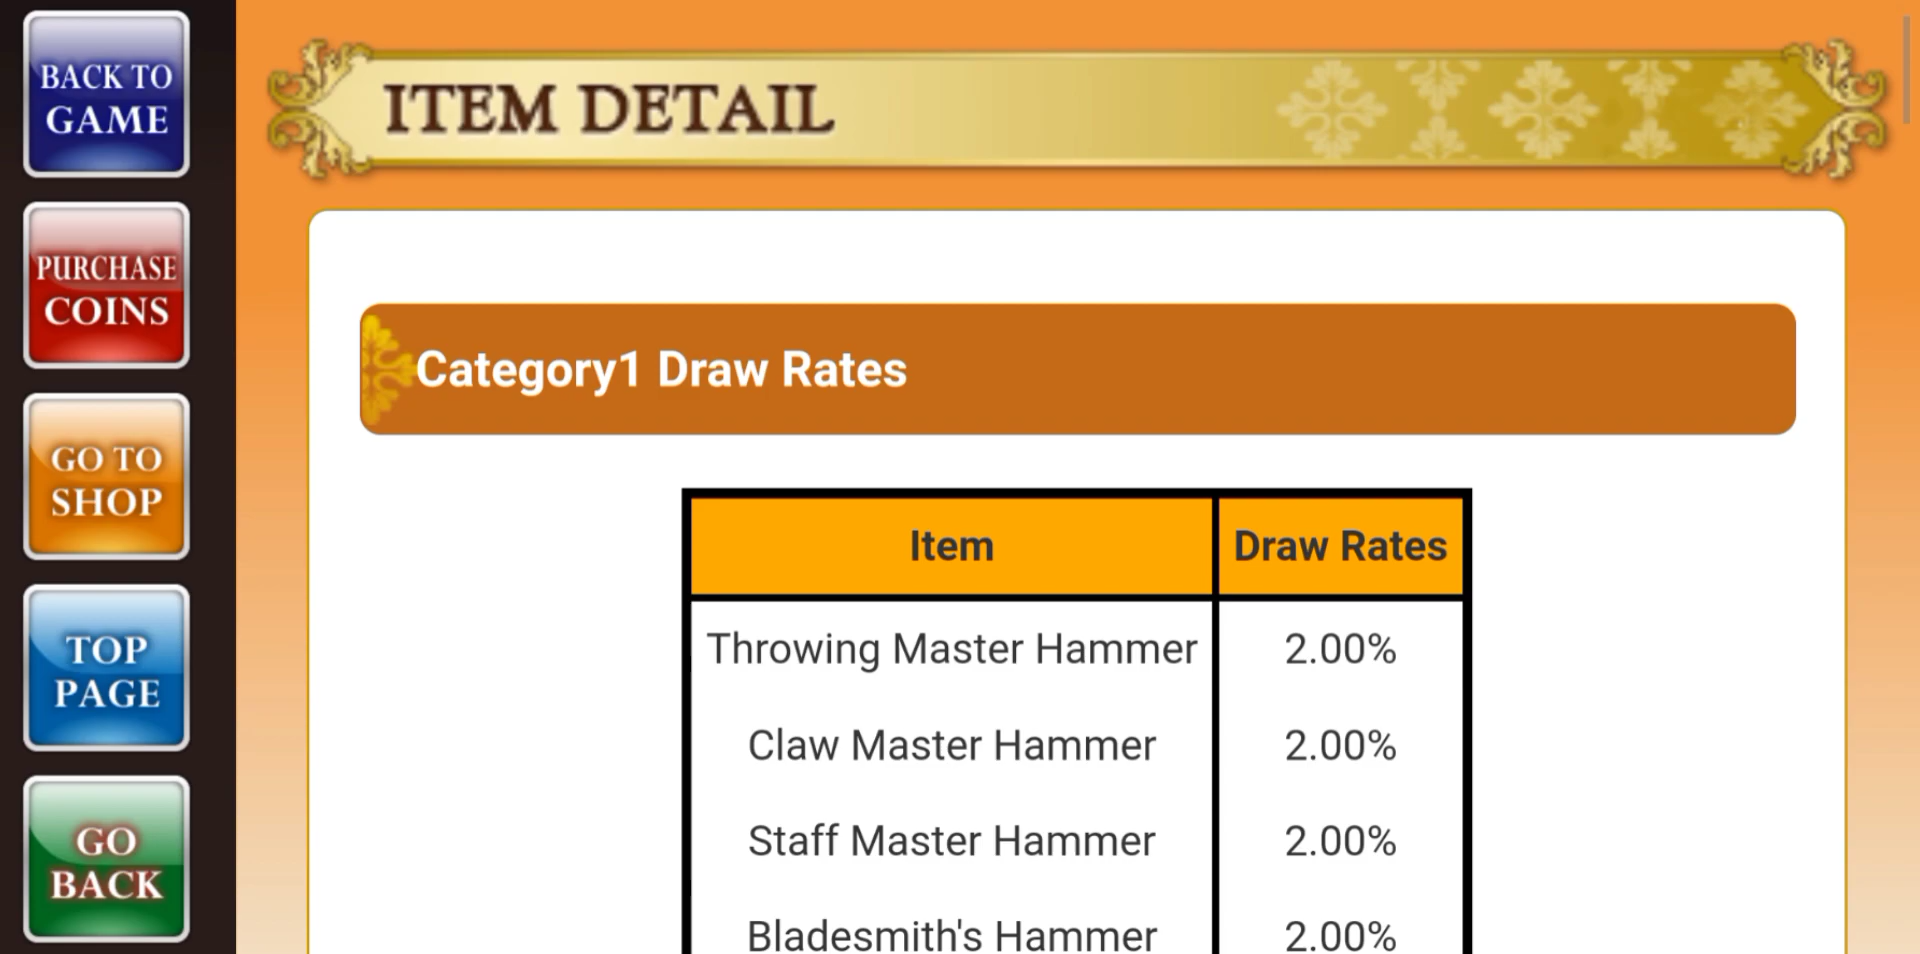 BACK TO
GAME
PURCHASE
COINS
GO TO
SHOP
TOP
PAGE
GO
BACK
ITEM DETAIL
Category1 Draw Rates
Item Draw Rates
Throwing Master Hammer 2.00%
Claw Master Hammer 2.00%
Staff Master Hammer 2.00%
Bladesmith's Hammer 2.00%